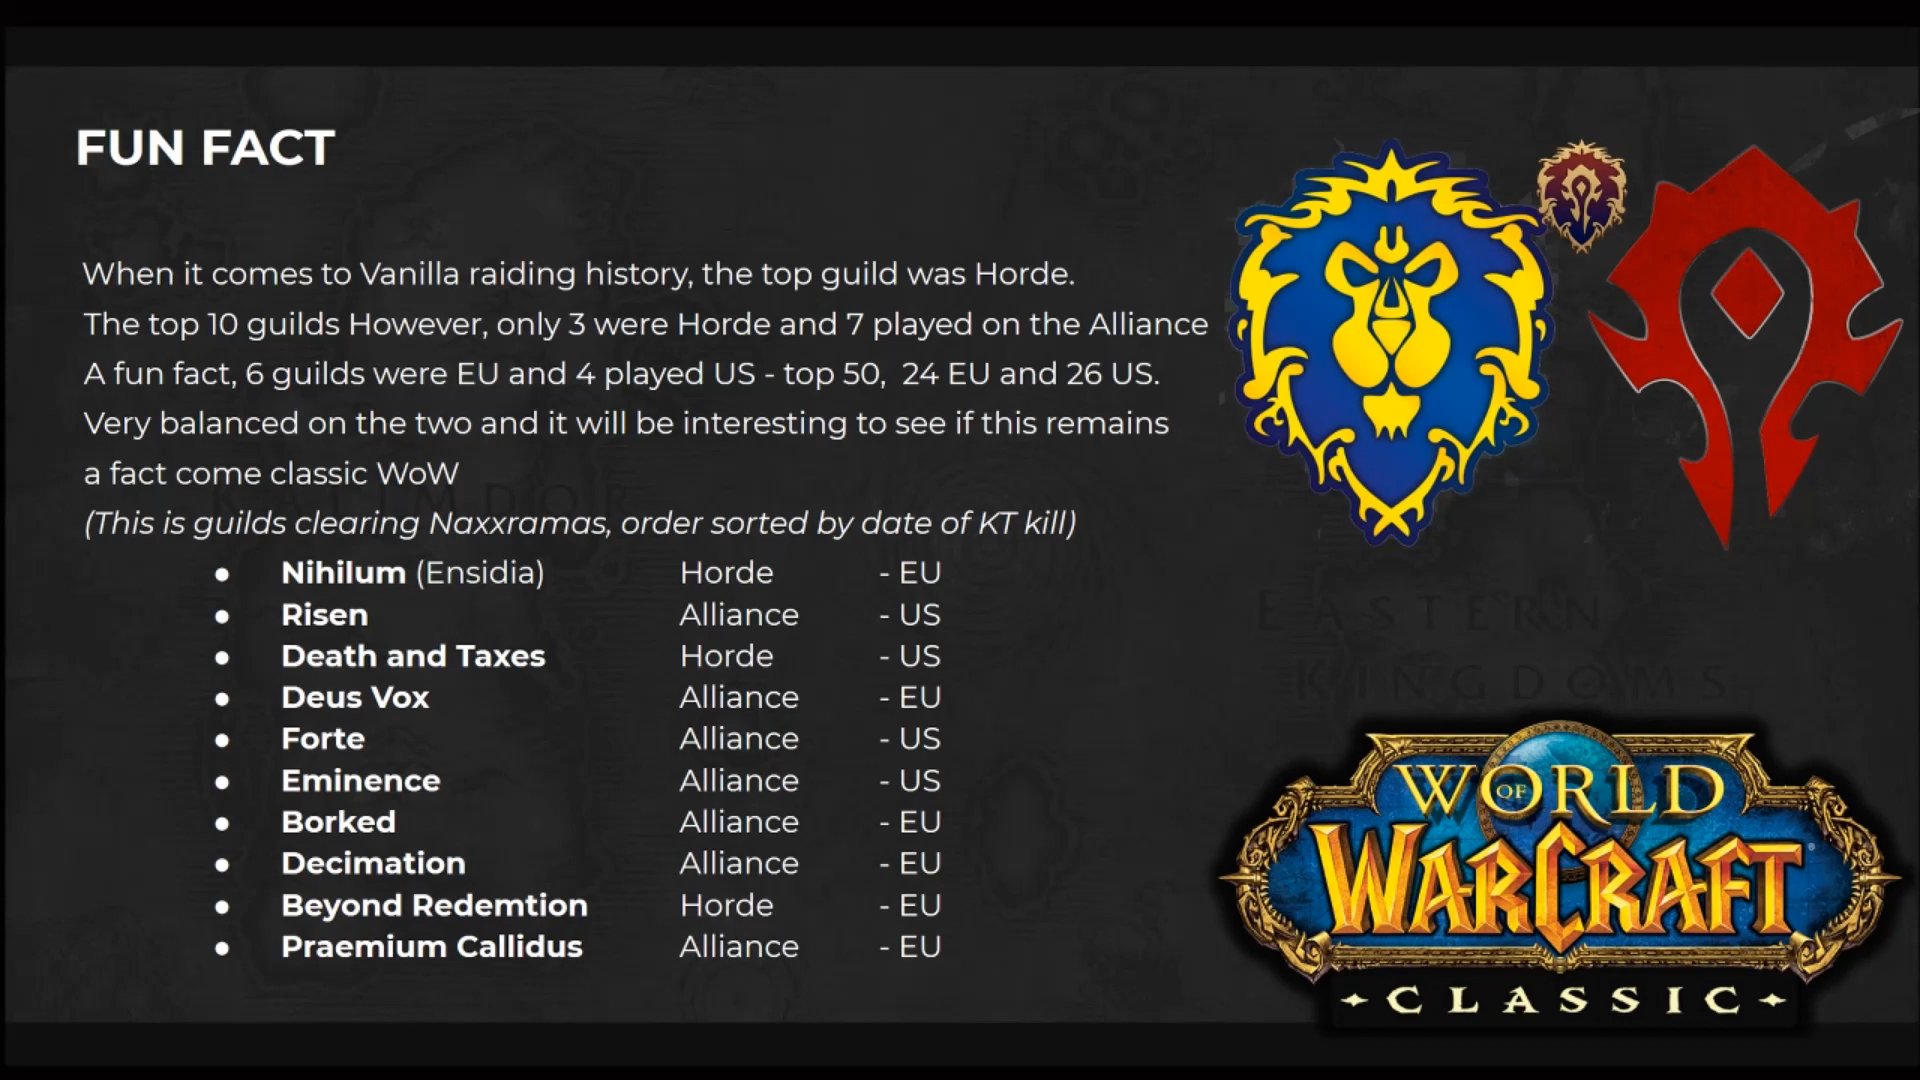 FUN FACT
When it comes to Vanilla raiding history, the top guild was Horde.
The top 10 guilds However, only 3 were Horde and 7 played on the Alliance
A fun fact, 6 guilds were EU and 4 played US - top 50, 24 EU and 26 US.
Very balanced on the two and it will be interesting to see if this remains
a fact come classic WoW
(This is guilds clearing Naxxramas, order sorted by date of KT kill)
● Nihilum (Ensidia) Horde - EU
● Risen Alliance - US
● Death and Taxes Horde - US
● Deus Vox Alliance - EU
● Forte Alliance - US
● Eminence Alliance - US
● Borked Alliance - EU
● Decimation Alliance - EU
● Beyond Redemtion Horde - EU
● Praemium Callidus Alliance - EU
KALIMDOR
EASTERN
KINGDOMS
WORLD OF
WARCRAFT
CLASSIC